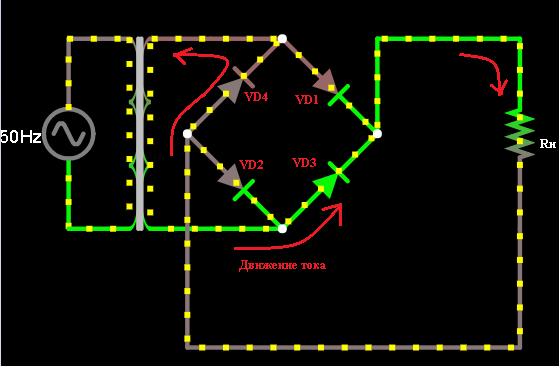 VD4
VD1
50Hz
Rн
VD2
VD3
Движение тока